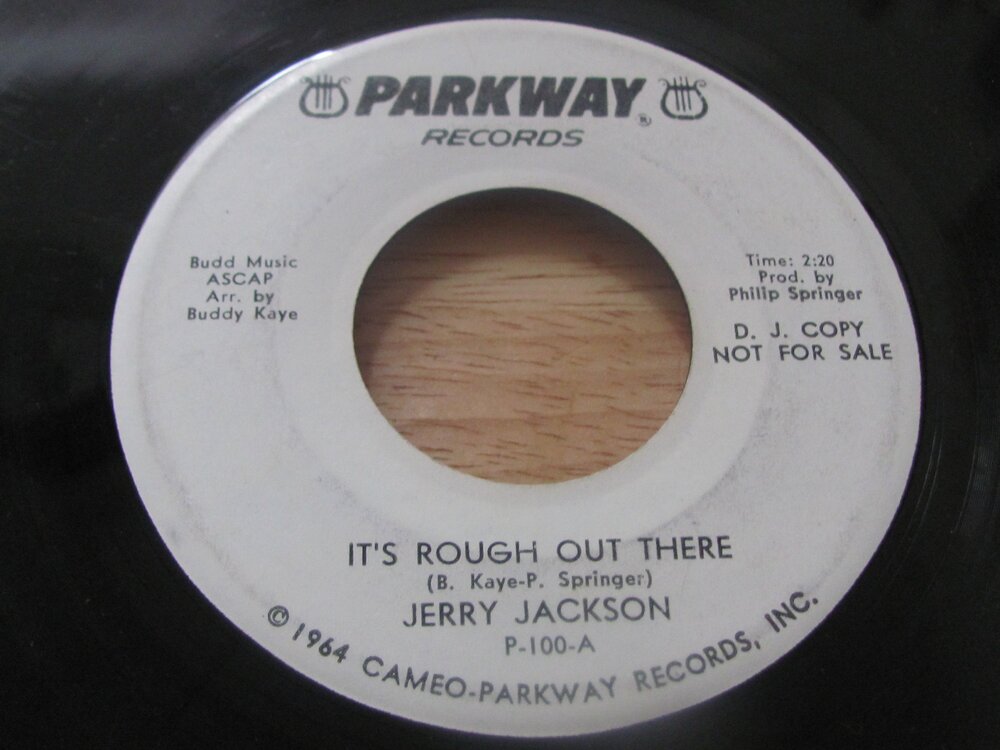 PARKWAY®
RECORDS
Budd Music
ASCAP
Arr. by
Buddy Kaye
Time: 2:20
Prod. by
Philip Springer
D. J. COPY
NOT FOR SALE
IT'S ROUGH OUT THERE
(B. Kaye-P. Springer)
JERRY JACKSON
P-100-A
© 1964 CAMEO-PARKWAY RECORDS, INC.